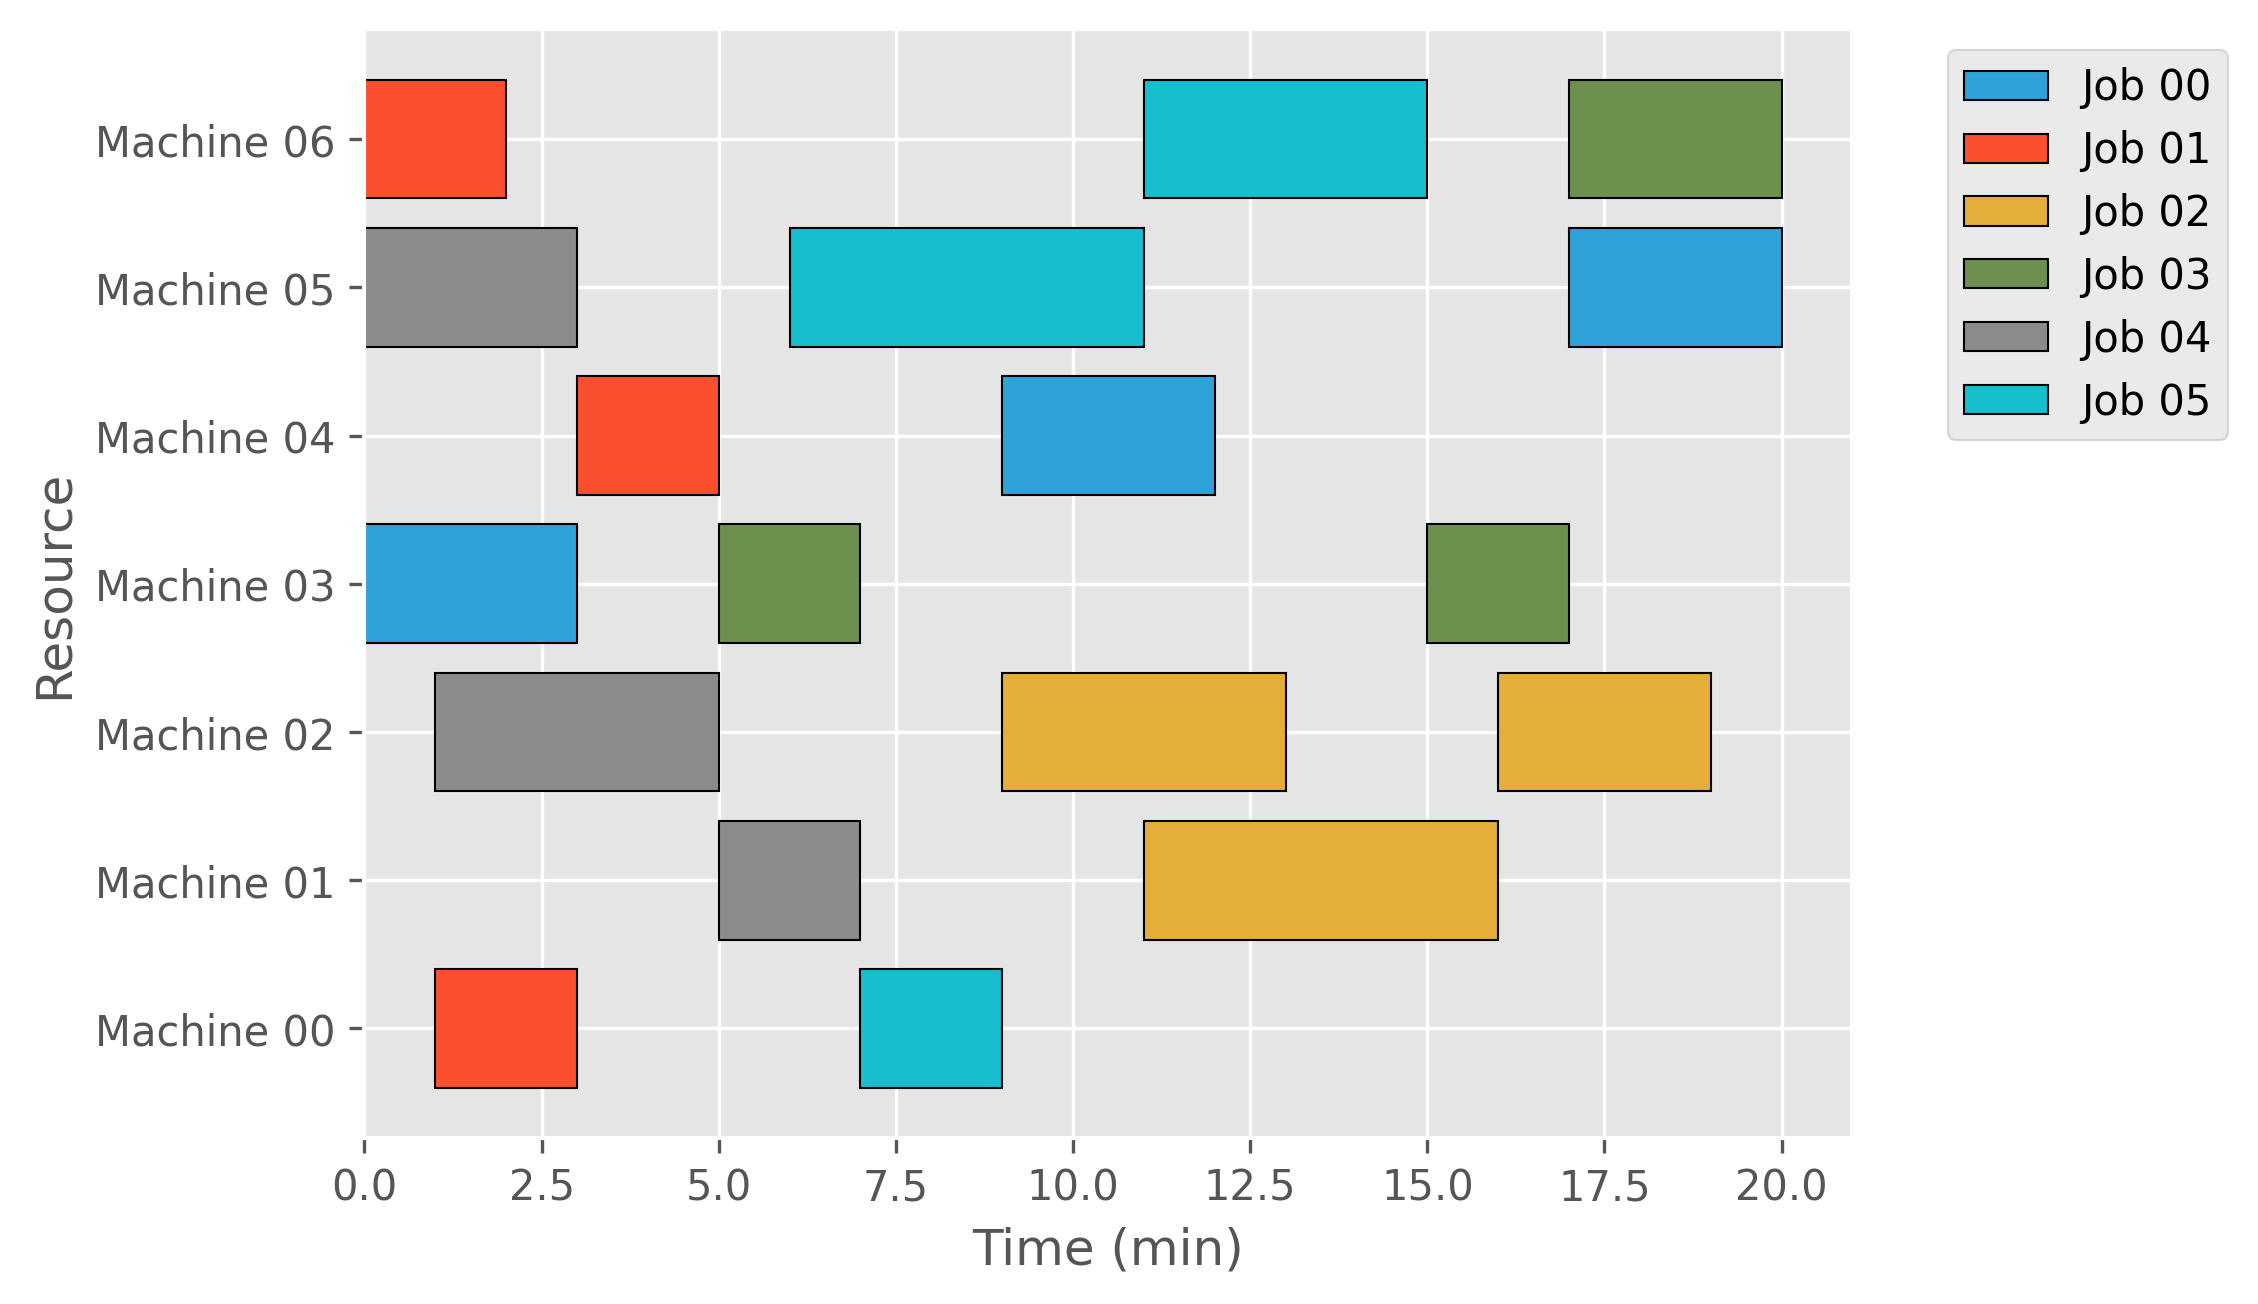 Machine 06
Machine 05
Machine 04
Machine 03
Machine 02
Machine 01
Machine 00
Resource
0.0 2.5 5.0 7.5 10.0 12.5 15.0 17.5 20.0
Time (min)
Job 00
Job 01
Job 02
Job 03
Job 04
Job 05